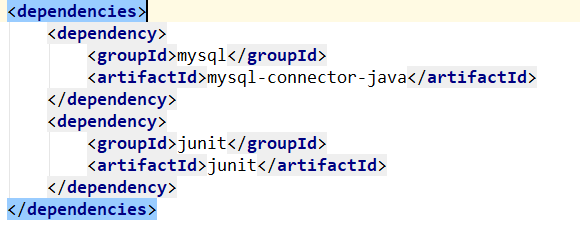 <dependencies>
<dependency>
<groupId>mysql</groupId>
<artifactId>mysql-connector-java</artifactId>
</dependency>
<dependency>
<groupId>junit</groupId>
<artifactId>junit</artifactId>
</dependency>
</dependencies>